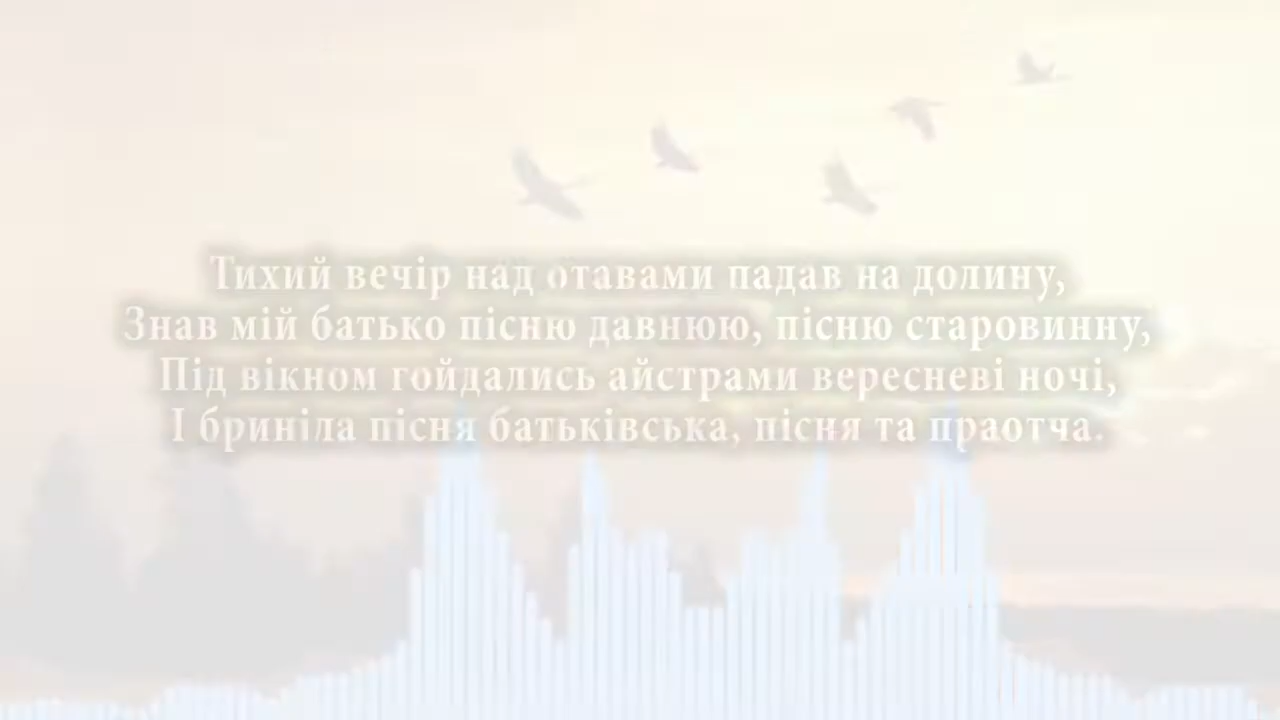 Тихий вечір над отавами падав на долину,
Знав мій батько пісню давнюю, пісню старовинну,
Під вікном гойдались айстрами вересневі ночі,
І бриніла пісня батьківська, пісня та праотча.